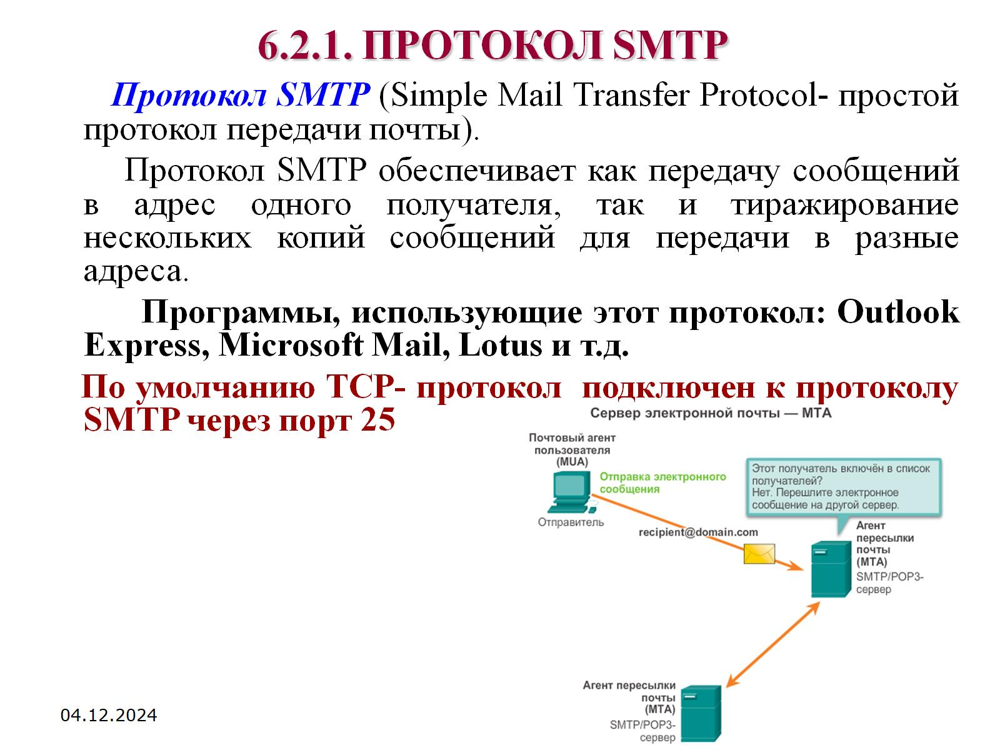 6.2.1. ПРОТОКОЛ SMTP
Протокол SMTP (Simple Mail Transfer Protocol- простой
протокол передачи почты).
Протокол SMTP обеспечивает как передачу сообщений
в адрес одного получателя, так и тиражирование
нескольких копий сообщений для передачи в разные
адреса.
Программы, использующие этот протокол: Outlook
Express, Microsoft Mail, Lotus и т.д.
По умолчанию TCP- протокол подключен к протоколу
SMTP через порт 25
Сервер электронной почты — MTA
Почтовый агент
пользователя
(MUA)
Отправка электронного
сообщения
Отправитель
recipient@domain.com
Этот получатель включён в список
получателей?
Нет. Перешлите электронное
сообщение на другой сервер.
Агент
пересылки
почты
(MTA)
SMTP/POP3-
сервер
Агент пересылки
почты
(MTA)
SMTP/POP3-
сервер
04.12.2024